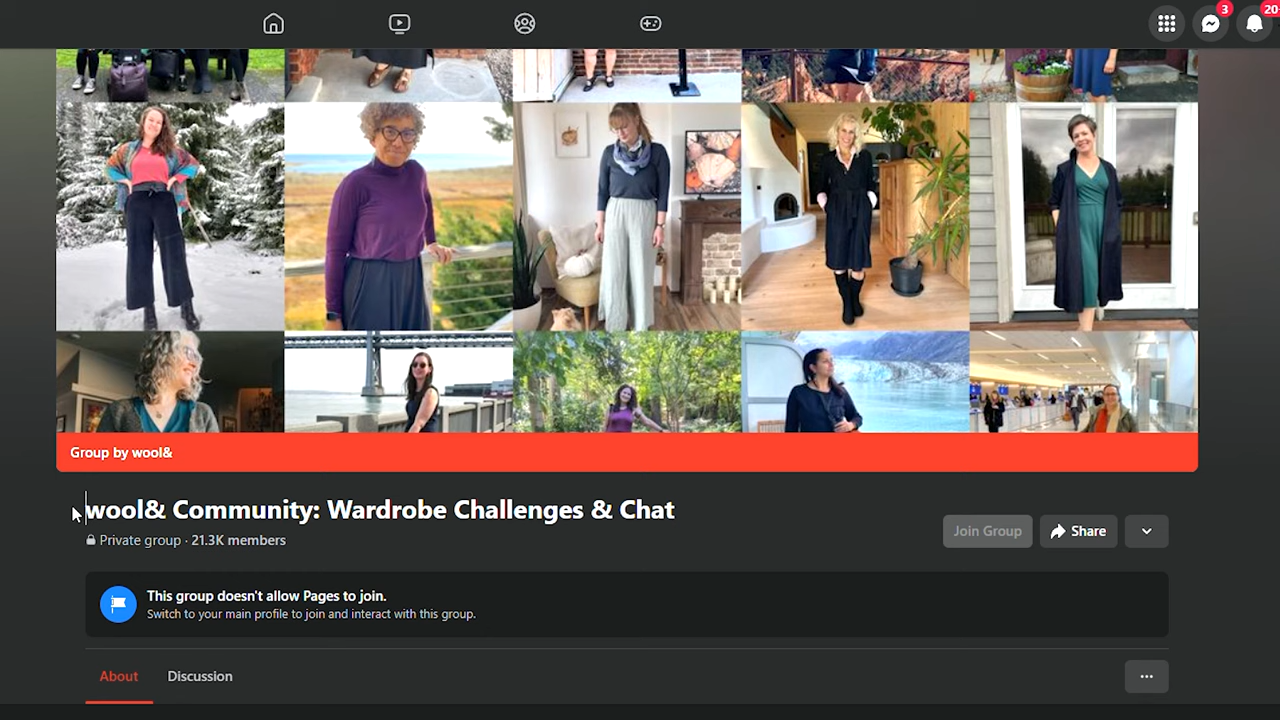 3
20
Group by wool&
wool& Community: Wardrobe Challenges & Chat
Private group · 21.3K members
Join Group
Share
This group doesn't allow Pages to join.
Switch to your main profile to join and interact with this group.
About
Discussion